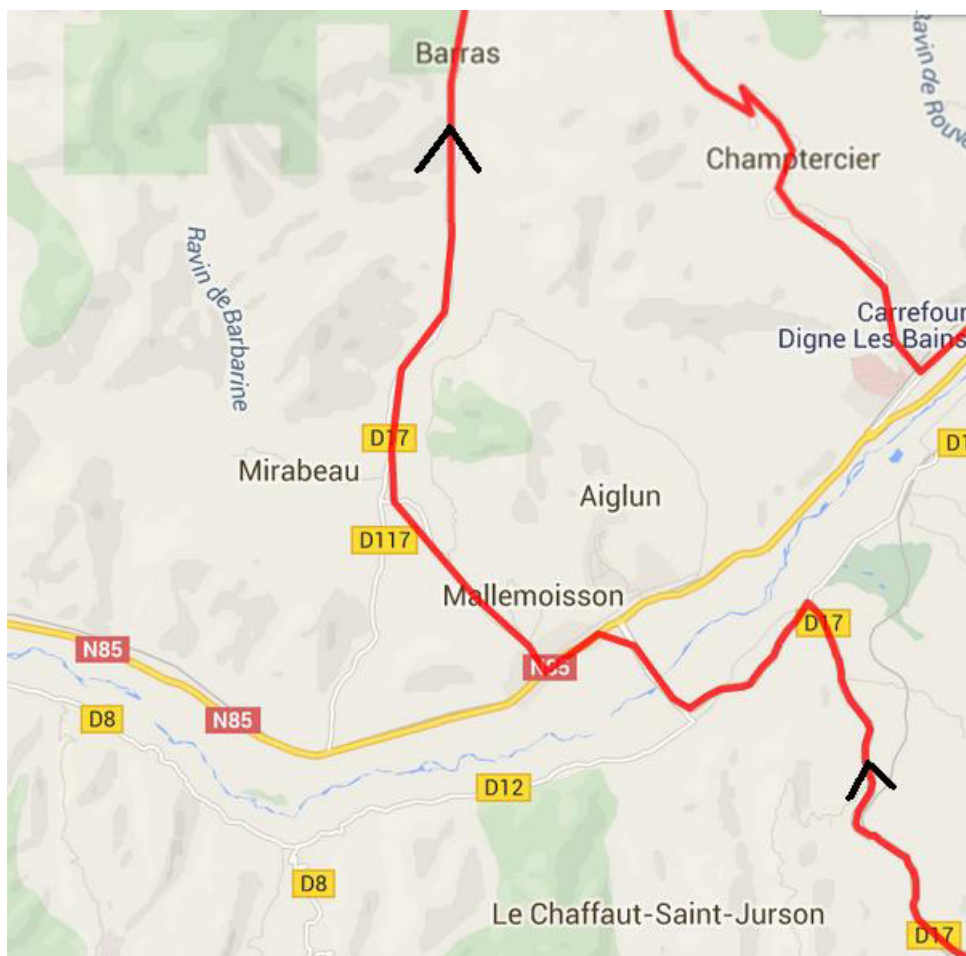 Barras
Ravin de Rouve
Champtercier
Ravin de Barbarine
Carrefour
Digne Les Bains
D17
D1
Mirabeau
Aiglun
D117
Mallemoisson
D17
N85
N85
N85
D8
D12
D8
Le Chaffaut-Saint-Jurson
D17